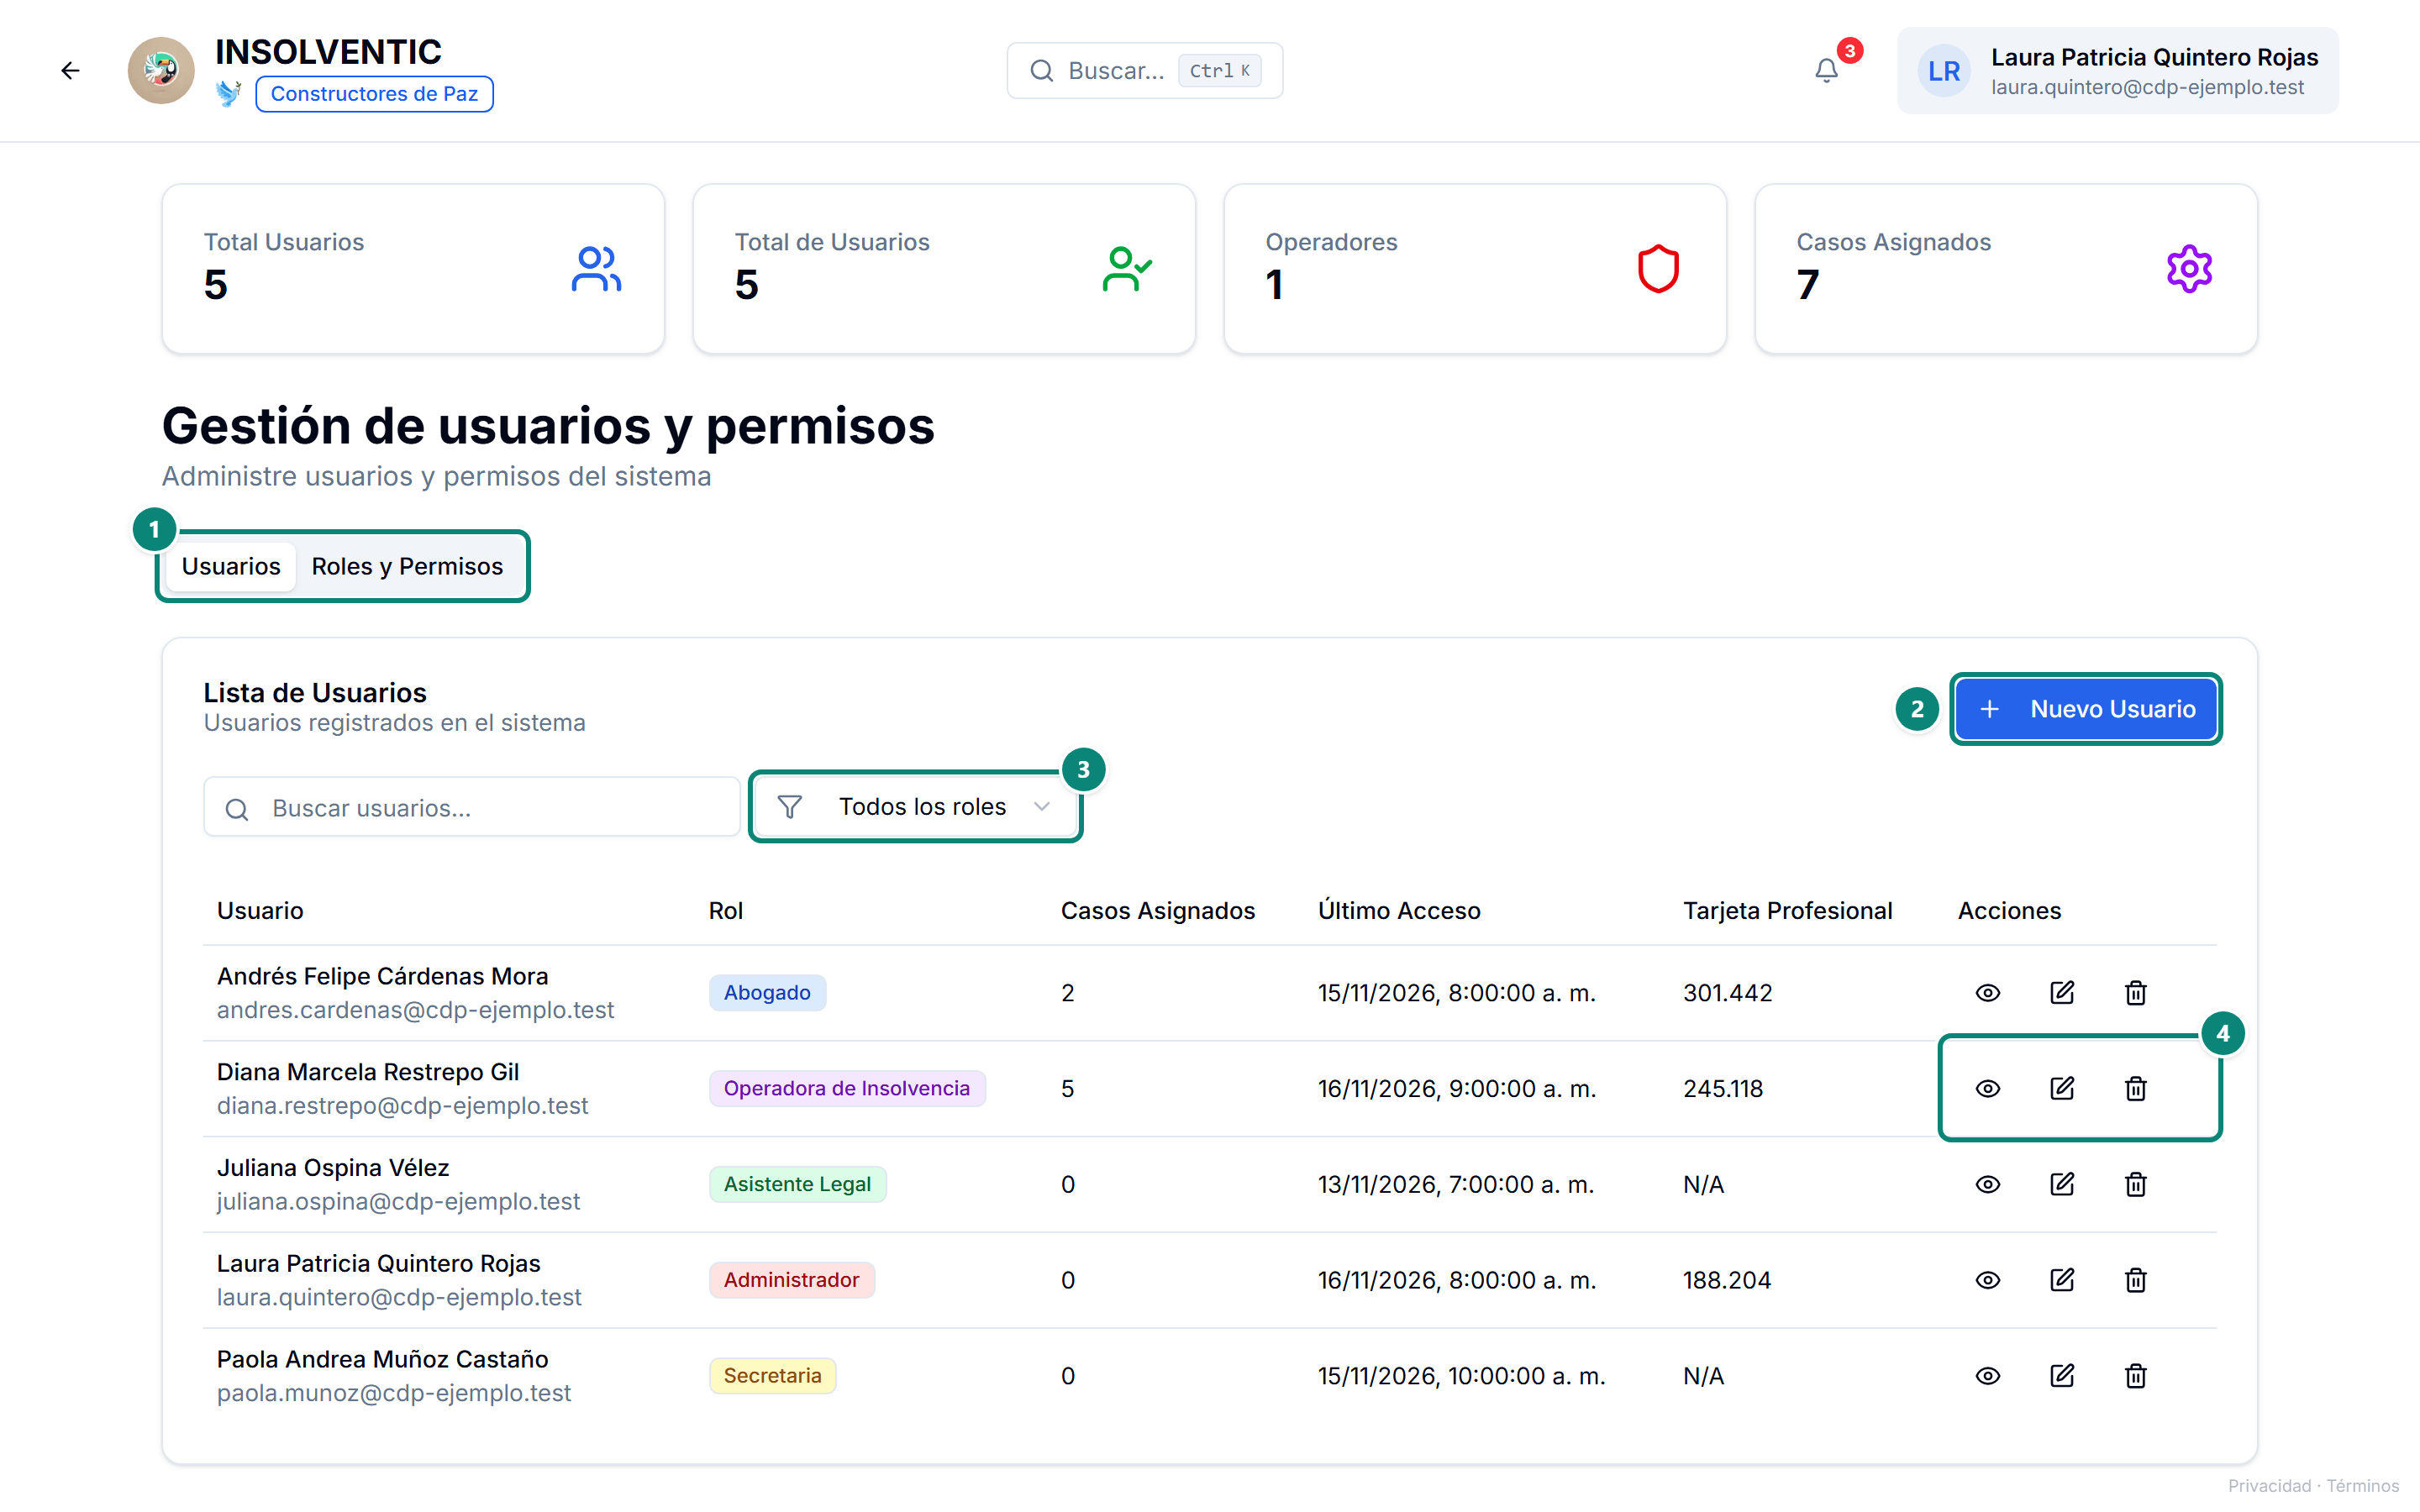 INSOLVENTIC
Constructores de Paz
Buscar... Ctrl K
3
LR
Laura Patricia Quintero Rojas
laura.quintero@cdp-ejemplo.test
Total Usuarios
5
Total de Usuarios
5
Operadores
1
Casos Asignados
7
Gestión de usuarios y permisos
Administre usuarios y permisos del sistema
1
Usuarios Roles y Permisos
Lista de Usuarios
Usuarios registrados en el sistema
2
+ Nuevo Usuario
Buscar usuarios...
Todos los roles
3
Usuario Rol Casos Asignados Último Acceso Tarjeta Profesional Acciones
Andrés Felipe Cárdenas Mora
andres.cardenas@cdp-ejemplo.test
Abogado 2 15/11/2026, 8:00:00 a. m. 301.442
4
Diana Marcela Restrepo Gil
diana.restrepo@cdp-ejemplo.test
Operadora de Insolvencia 5 16/11/2026, 9:00:00 a. m. 245.118
Juliana Ospina Vélez
juliana.ospina@cdp-ejemplo.test
Asistente Legal 0 13/11/2026, 7:00:00 a. m. N/A
Laura Patricia Quintero Rojas
laura.quintero@cdp-ejemplo.test
Administrador 0 16/11/2026, 8:00:00 a. m. 188.204
Paola Andrea Muñoz Castaño
paola.munoz@cdp-ejemplo.test
Secretaria 0 15/11/2026, 10:00:00 a. m. N/A
Privacidad · Términos